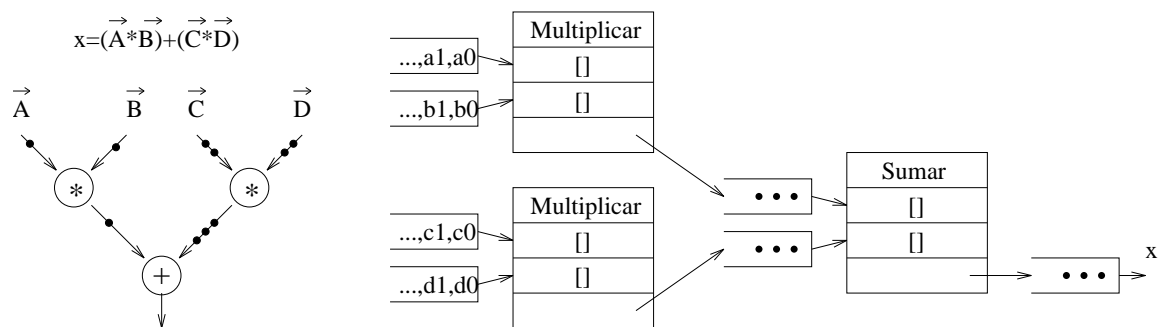 x=(A*B)+(C*D)
A B C D
* *
+
Multiplicar
...,a1,a0 []
...,b1,b0 []
Multiplicar
...,c1,c0 []
...,d1,d0 []
Sumar
[]
[]
x